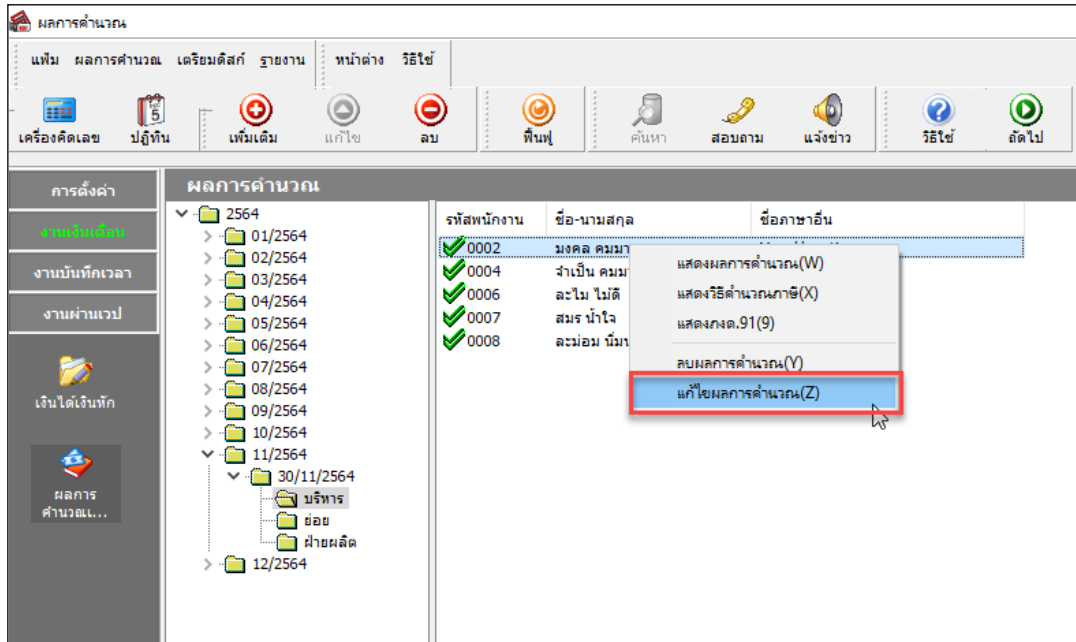 ผลการคำนวณ
แฟ้ม ผลการคำนวณ เตรียมดิสก์ รายงาน หน้าต่าง วิธีใช้
เครื่องคิดเลข ปฏิทิน เพิ่มเติม แก้ไข ลบ ฟื้นฟู ค้นหา สอบถาม แจ้งข่าว วิธีใช้ ถัดไป
การตั้งค่า
งานเงินเดือน
งานบันทึกเวลา
งานผ่านเวป
เงินได้เงินหัก
ผลการ
คำนวณเ...
ผลการคำนวณ
2564
01/2564
02/2564
03/2564
04/2564
05/2564
06/2564
07/2564
08/2564
09/2564
10/2564
11/2564
30/11/2564
บริหาร
ย่อย
ฝ่ายผลิต
12/2564
รหัสพนักงาน ชื่อ-นามสกุล ชื่อภาษาอื่น
0002 มงคล คมมา
0004 จำเป็น คมม
0006 ละไม ไม้ดี
0007 สมร น้ำใจ
0008 ละม่อม
แสดงผลการคำนวณ(W)
แสดงวิธีคำนวณภาษี(X)
แสดงภงด.91(9)
ลบผลการคำนวณ(Y)
แก้ไขผลการคำนวณ(Z)